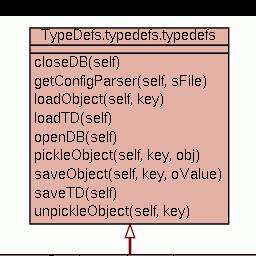 TypeDefs.typedefs.typedefs
closeDB(self)
getConfigParser(self, sFile)
loadObject(self, key)
loadTD(self)
openDB(self)
pickleObject(self, key, obj)
saveObject(self, key, oValue)
saveTD(self)
unpickleObject(self, key)